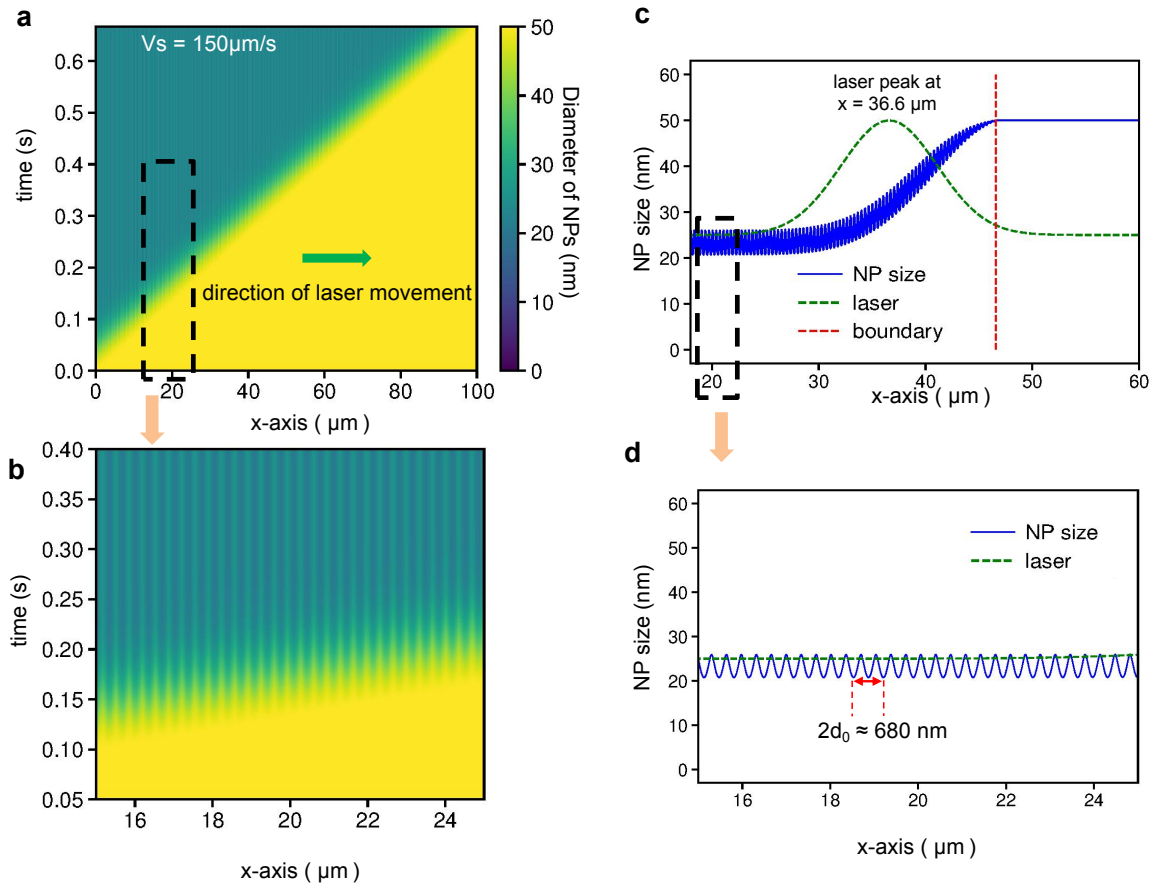 a
Vs = 150µm/s
direction of laser movement
time (s)
0.6
0.5
0.4
0.3
0.2
0.1
0.0
0
20
40
60
80
100
x-axis ( µm )
50
40
30
20
10
0
Diameter of NPs (nm)
b
time (s)
0.40
0.35
0.30
0.25
0.20
0.15
0.10
0.05
16
18
20
22
24
x-axis ( µm )
c
laser peak at
x = 36.6 µm
NP size (nm)
60
50
40
30
20
10
0
NP size
laser
boundary
20
30
40
50
60
x-axis ( µm )
d
NP size (nm)
60
50
40
30
20
10
0
NP size
laser
2d₀ ≈ 680 nm
16
18
20
22
24
x-axis ( µm )